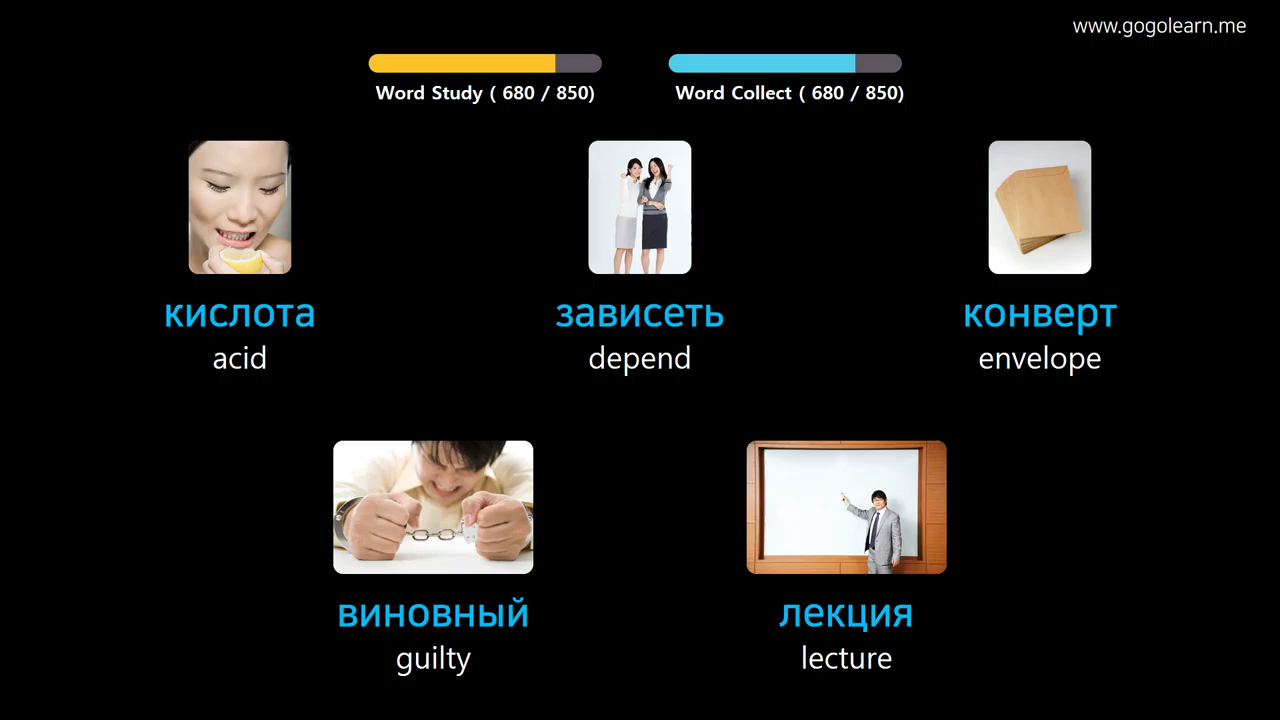 www.gogolearn.me
Word Study ( 680 / 850)
Word Collect ( 680 / 850)
кислота
acid
зависеть
depend
конверт
envelope
виновный
guilty
лекция
lecture